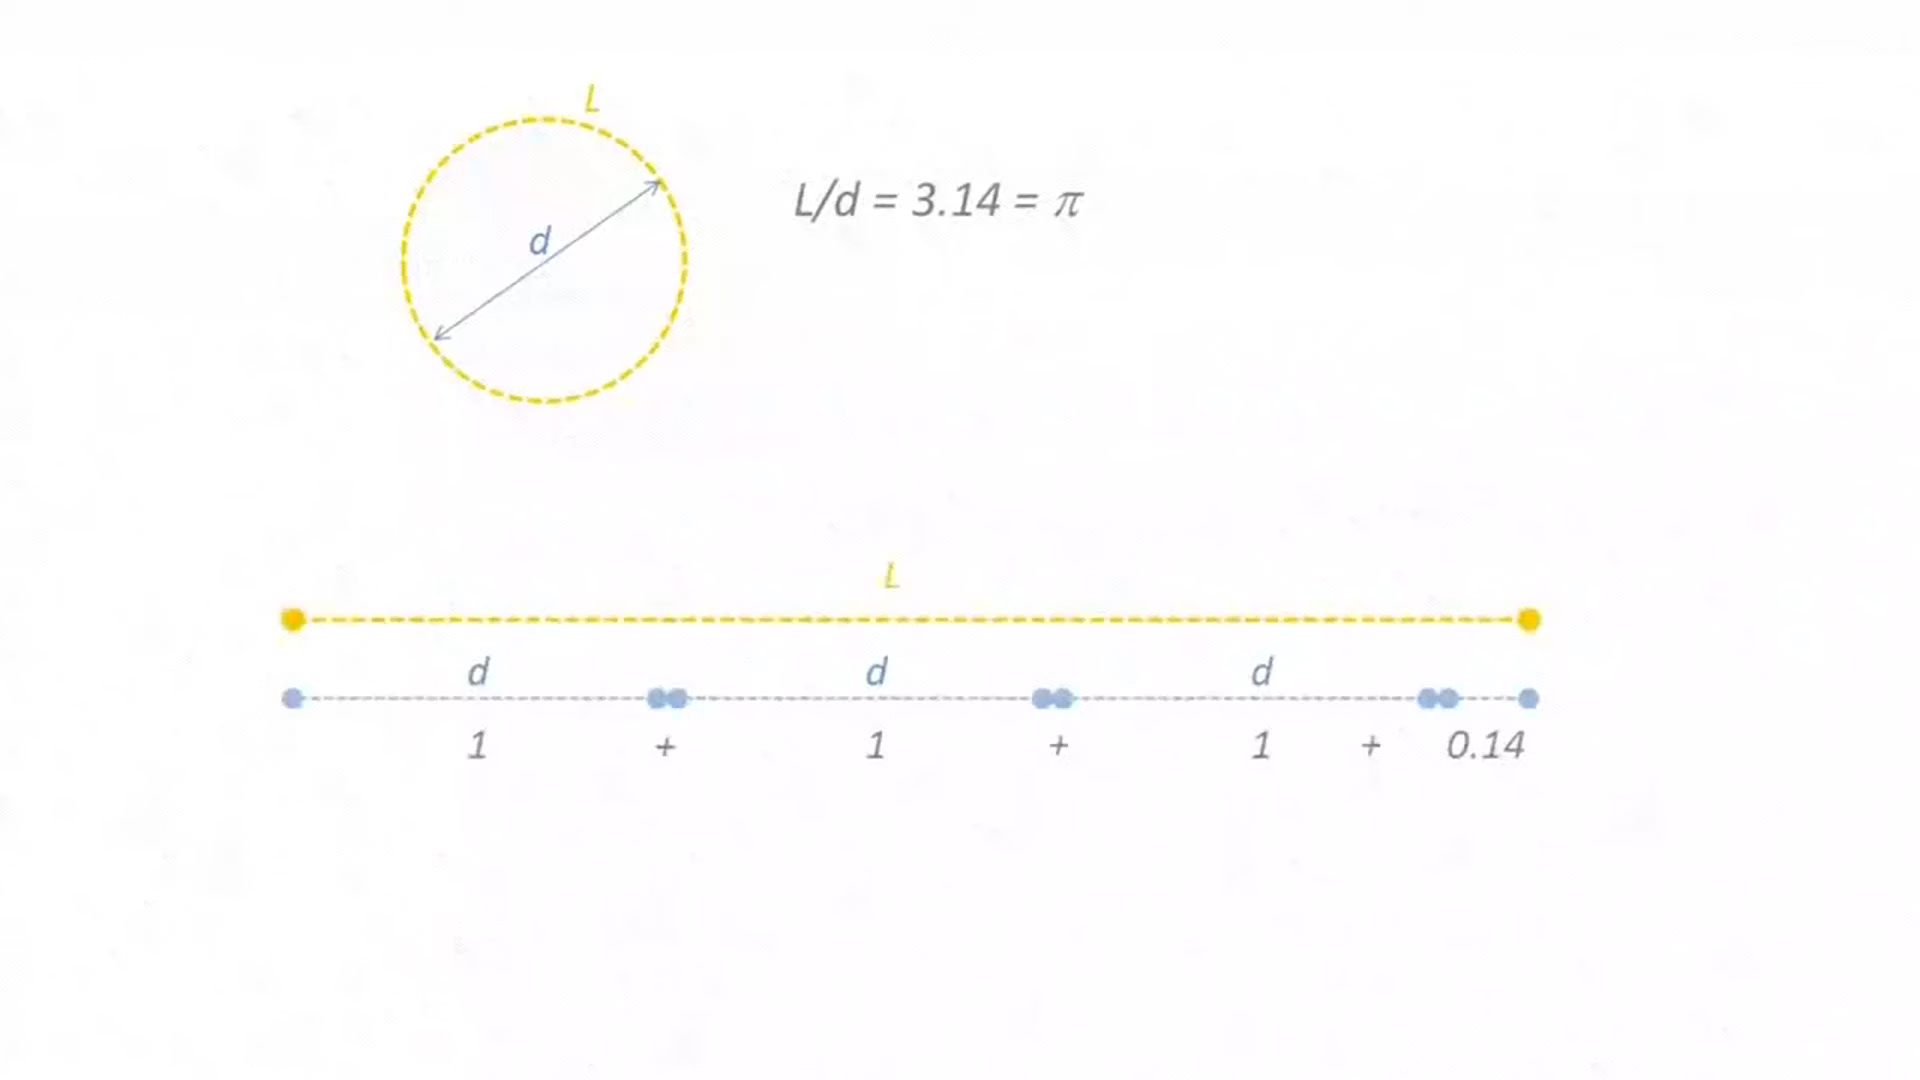 L
L/d = 3.14 = π
d
L
d d d
1 + 1 + 1 + 0.14